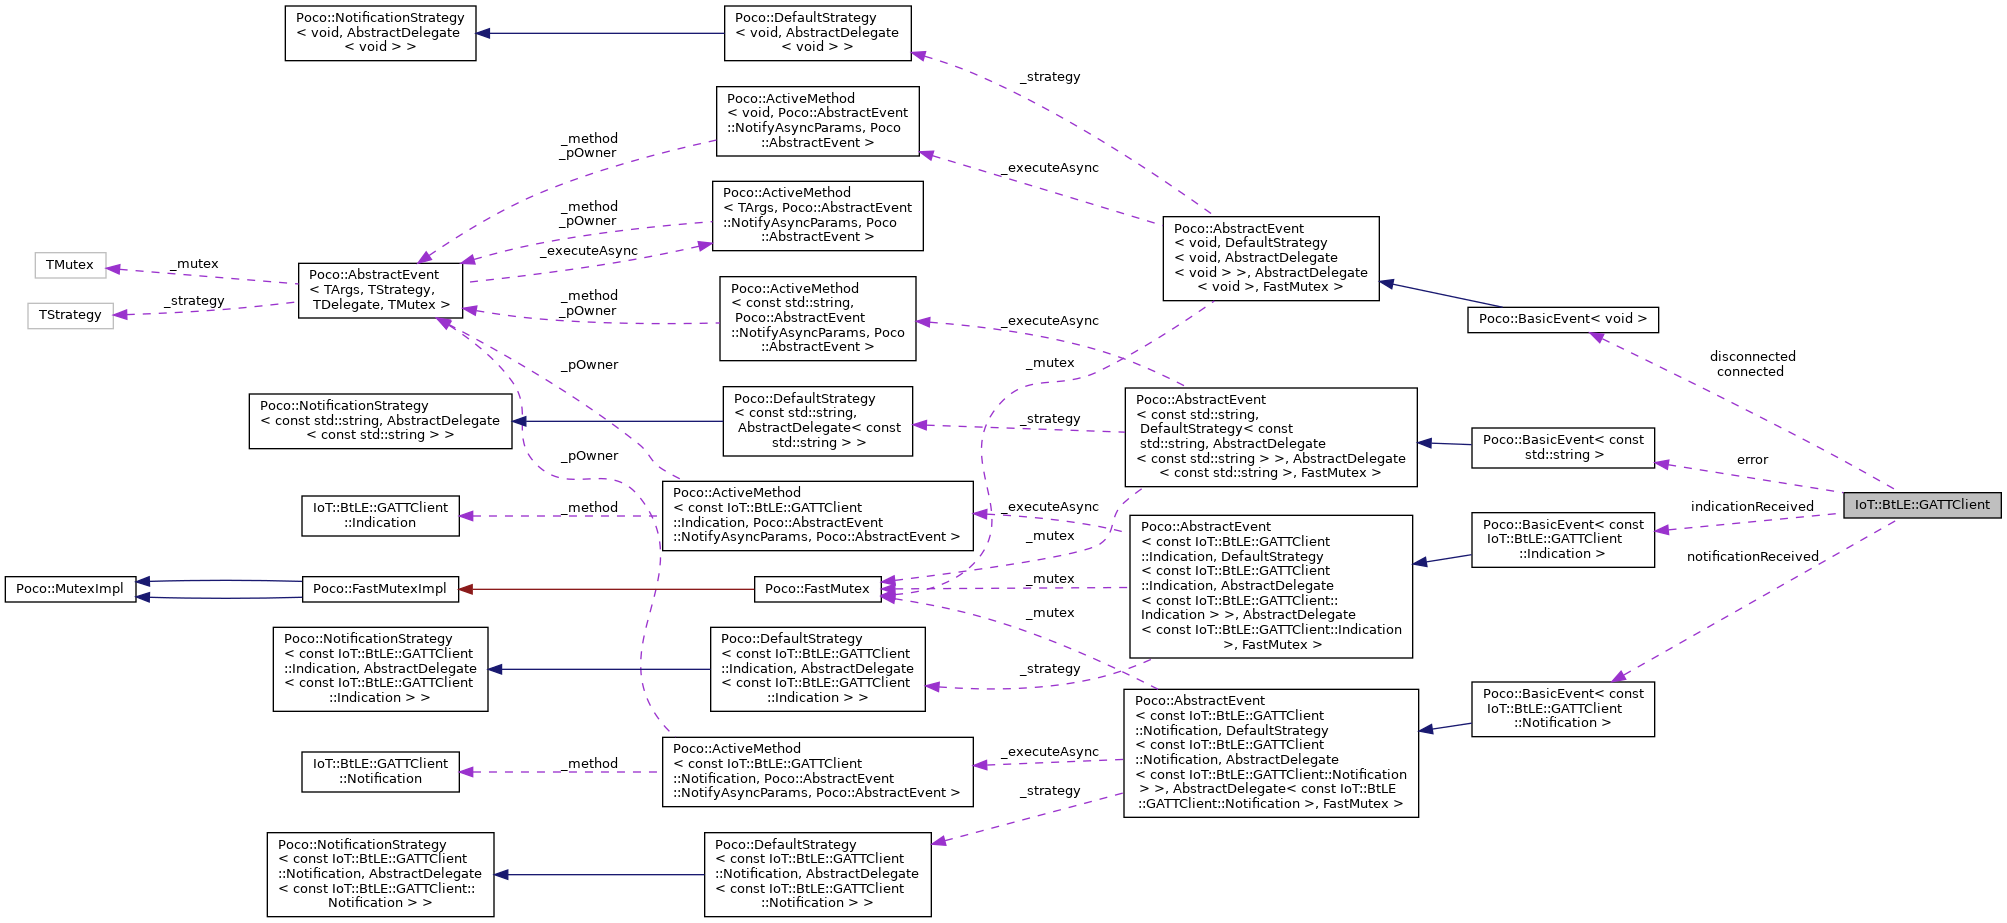 Poco::NotificationStrategy
< void, AbstractDelegate
< void > >
Poco::DefaultStrategy
< void, AbstractDelegate
< void > >
_strategy
Poco::ActiveMethod
< void, Poco::AbstractEvent
::NotifyAsyncParams, Poco
::AbstractEvent >
_method
_pOwner
_executeAsync
Poco::ActiveMethod
< TArgs, Poco::AbstractEvent
::NotifyAsyncParams, Poco
::AbstractEvent >
_method
_pOwner
_executeAsync
TMutex
_mutex
TStrategy
_strategy
Poco::AbstractEvent
< TArgs, TStrategy,
TDelegate, TMutex >
Poco::AbstractEvent
< void, DefaultStrategy
< void, AbstractDelegate
< void > >, AbstractDelegate
< void >, FastMutex >
Poco::BasicEvent< void >
Poco::ActiveMethod
< const std::string,
Poco::AbstractEvent
::NotifyAsyncParams, Poco
::AbstractEvent >
_method
_pOwner
_executeAsync
_mutex
disconnected
connected
_pOwner
Poco::NotificationStrategy
< const std::string, AbstractDelegate
< const std::string > >
Poco::DefaultStrategy
< const std::string,
AbstractDelegate< const
std::string > >
_strategy
Poco::AbstractEvent
< const std::string,
DefaultStrategy< const
std::string, AbstractDelegate
< const std::string > >, AbstractDelegate
< const std::string >, FastMutex >
Poco::BasicEvent< const
std::string >
error
IoT::BtLE::GATTClient
_pOwner
IoT::BtLE::GATTClient
::Indication
_method
Poco::ActiveMethod
< const IoT::BtLE::GATTClient
::Indication, Poco::AbstractEvent
::NotifyAsyncParams, Poco::AbstractEvent >
_executeAsync
_mutex
Poco::AbstractEvent
< const IoT::BtLE::GATTClient
::Indication, DefaultStrategy
< const IoT::BtLE::GATTClient
::Indication, AbstractDelegate
< const IoT::BtLE::GATTClient::
Indication > >, AbstractDelegate
< const IoT::BtLE::GATTClient::Indication
>, FastMutex >
Poco::BasicEvent< const
IoT::BtLE::GATTClient
::Indication >
indicationReceived
notificationReceived
Poco::MutexImpl
Poco::FastMutexImpl
Poco::FastMutex
_mutex
_mutex
Poco::NotificationStrategy
< const IoT::BtLE::GATTClient
::Indication, AbstractDelegate
< const IoT::BtLE::GATTClient
::Indication > >
Poco::DefaultStrategy
< const IoT::BtLE::GATTClient
::Indication, AbstractDelegate
< const IoT::BtLE::GATTClient
::Indication > >
_strategy
Poco::AbstractEvent
< const IoT::BtLE::GATTClient
::Notification, DefaultStrategy
< const IoT::BtLE::GATTClient
::Notification, AbstractDelegate
< const IoT::BtLE::GATTClient::Notification
> >, AbstractDelegate< const IoT::BtLE
::GATTClient::Notification >, FastMutex >
Poco::BasicEvent< const
IoT::BtLE::GATTClient
::Notification >
IoT::BtLE::GATTClient
::Notification
_method
Poco::ActiveMethod
< const IoT::BtLE::GATTClient
::Notification, Poco::AbstractEvent
::NotifyAsyncParams, Poco::AbstractEvent >
_executeAsync
_strategy
Poco::NotificationStrategy
< const IoT::BtLE::GATTClient
::Notification, AbstractDelegate
< const IoT::BtLE::GATTClient::
Notification > >
Poco::DefaultStrategy
< const IoT::BtLE::GATTClient
::Notification, AbstractDelegate
< const IoT::BtLE::GATTClient
::Notification > >